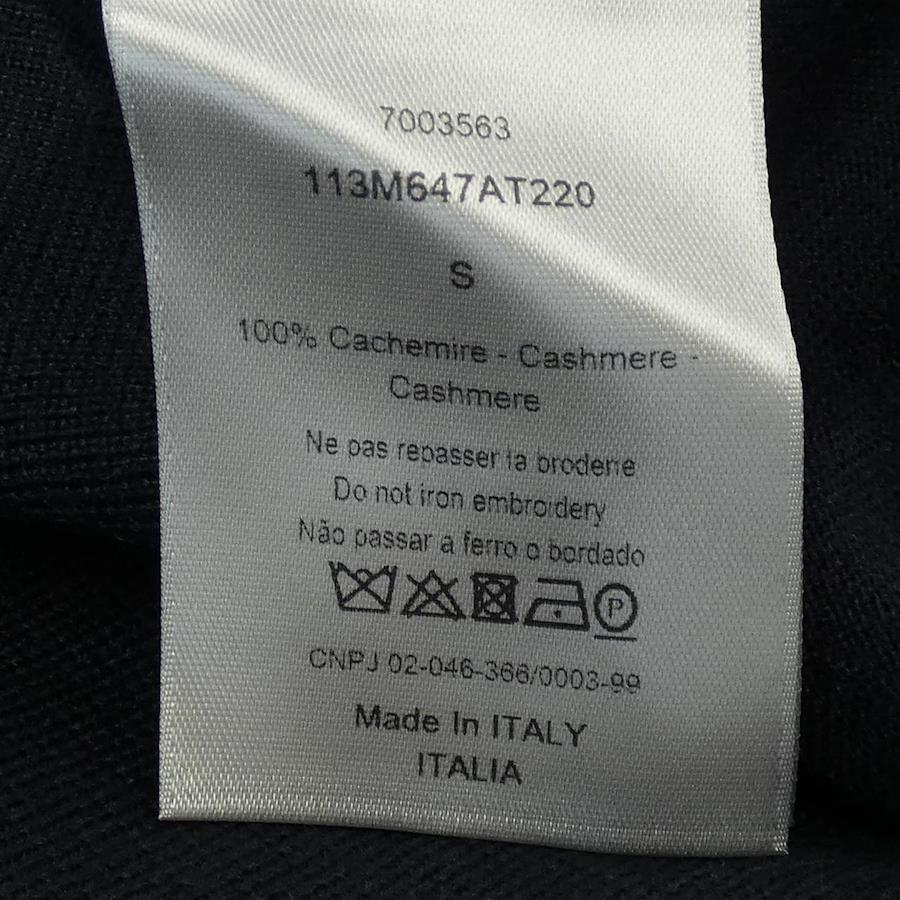 7003563
113M647AT220
S
100% Cachemire - Cashmere -
Cashmere
Ne pas repasser la broderie
Do not iron embroidery
Não passar a ferro o bordado
P
CNPJ 02-046-366/0003-99
Made In ITALY
ITALIA